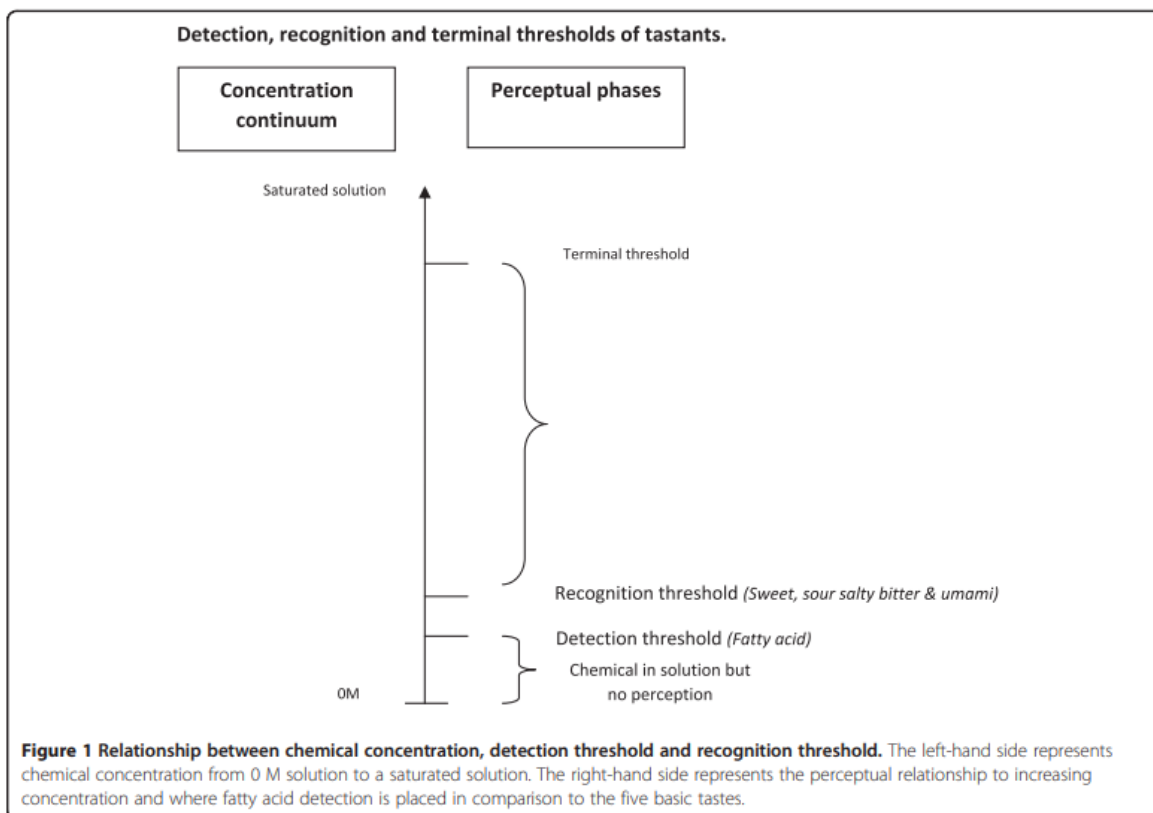 Detection, recognition and terminal thresholds of tastants.
Concentration
continuum
Perceptual phases
Saturated solution
Terminal threshold
Recognition threshold (Sweet, sour salty bitter & umami)
Detection threshold (Fatty acid)
Chemical in solution but
no perception
0M
Figure 1 Relationship between chemical concentration, detection threshold and recognition threshold. The left-hand side represents
chemical concentration from 0 M solution to a saturated solution. The right-hand side represents the perceptual relationship to increasing
concentration and where fatty acid detection is placed in comparison to the five basic tastes.